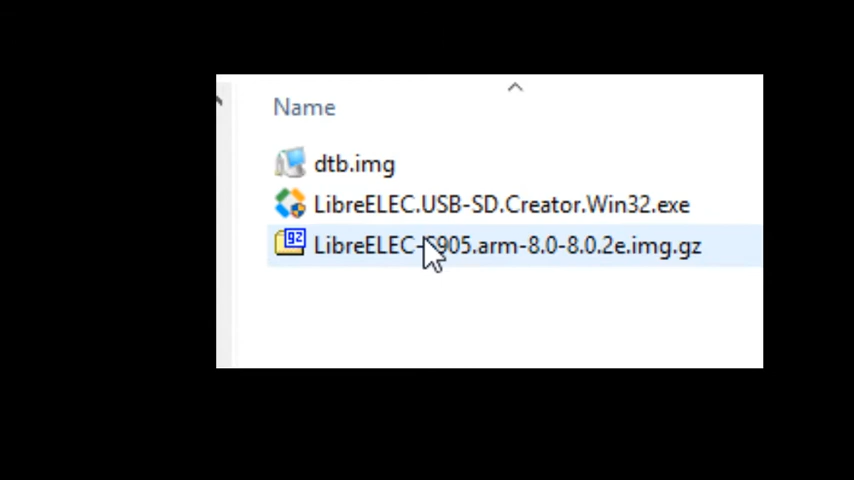 Name
dtb.img
LibreELEC.USB-SD.Creator.Win32.exe
LibreELEC-S905.arm-8.0-8.0.2e.img.gz